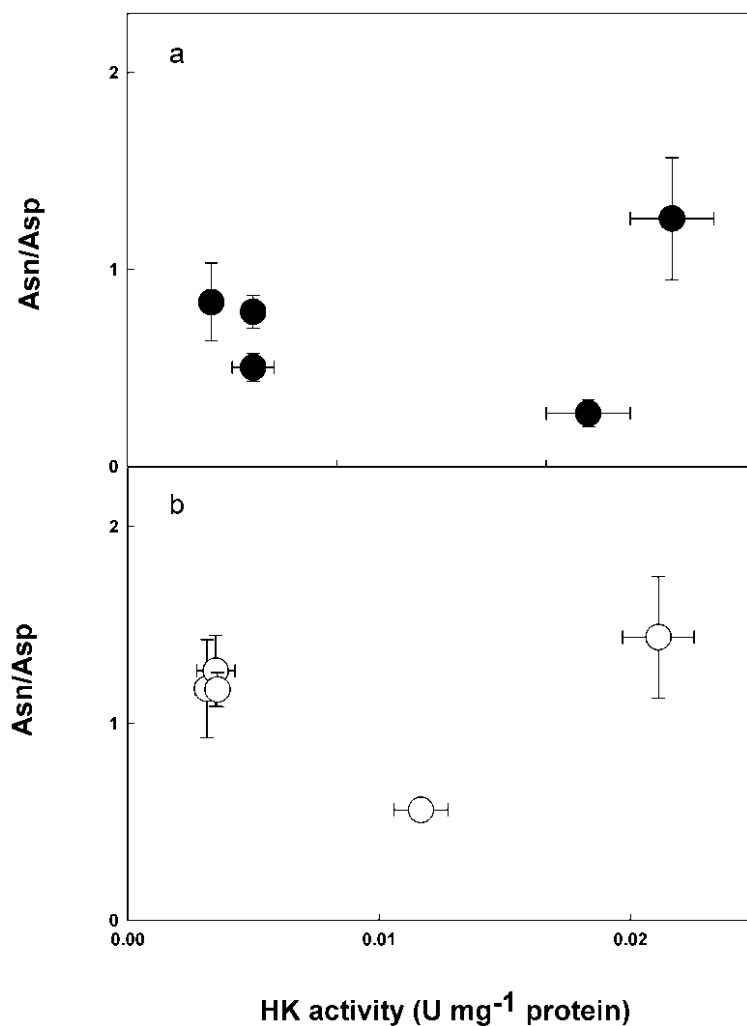 a
2
1
0
Asn/Asp
b
2
1
0
Asn/Asp
0.00 0.01 0.02
HK activity (U mg-1 protein)